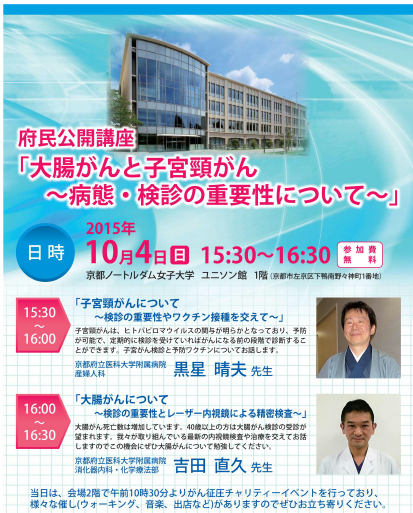 府民公開講座
「大腸がんと子宮頸がん
～病態・検診の重要性について～」
日時
2015年
10月4日日 15:30～16:30 参加費無料
京都ノートルダム女子大学 ユニソン館 1階（京都市左京区下鴨南野々神町1番地）
15:30
～
16:00
「子宮頸がんについて
～検診の重要性やワクチン接種を交えて～」
子宮頸がんは、ヒトパピロマウイルスの関与が明らかとなっており、予防
が可能で、定期的に検診を受けていればがんになる前の段階で診断するこ
とができます。子宮がん検診と予防ワクチンについてお話します。
京都府立医科大学附属病院
産婦人科
黒星 晴夫 先生
16:00
～
16:30
「大腸がんについて
～検診の重要性とレーザー内視鏡による精密検査～」
大腸がん死亡数は増加しています。40歳以上の方は大腸がん検診の受診が
望まれます。我々が取り組んでいる最新の内視鏡検査や治療を交えてお話
しますのでこの機会にぜひ大腸がんについて勉強してください。
京都府立医科大学附属病院
消化器内科・化学療法部
吉田 直久 先生
当日は、会場2階で午前10時30分よりがん征圧チャリティーイベントを行っており、
様々な催し(ウォーキング、音楽、出店など)がありますのでぜひお立ち寄りください。